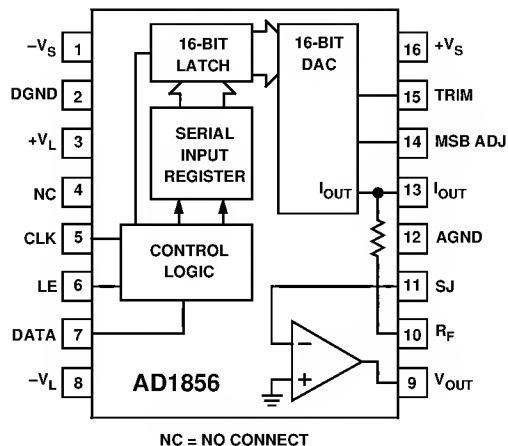 –VS 1
DGND 2
+VL 3
NC 4
CLK 5
LE 6
DATA 7
–VL 8
16-BIT
LATCH
SERIAL
INPUT
REGISTER
CONTROL
LOGIC
16-BIT
DAC
IOUT
–
+
AD1856
16 +VS
15 TRIM
14 MSB ADJ
13 IOUT
12 AGND
11 SJ
10 RF
9 VOUT
NC = NO CONNECT